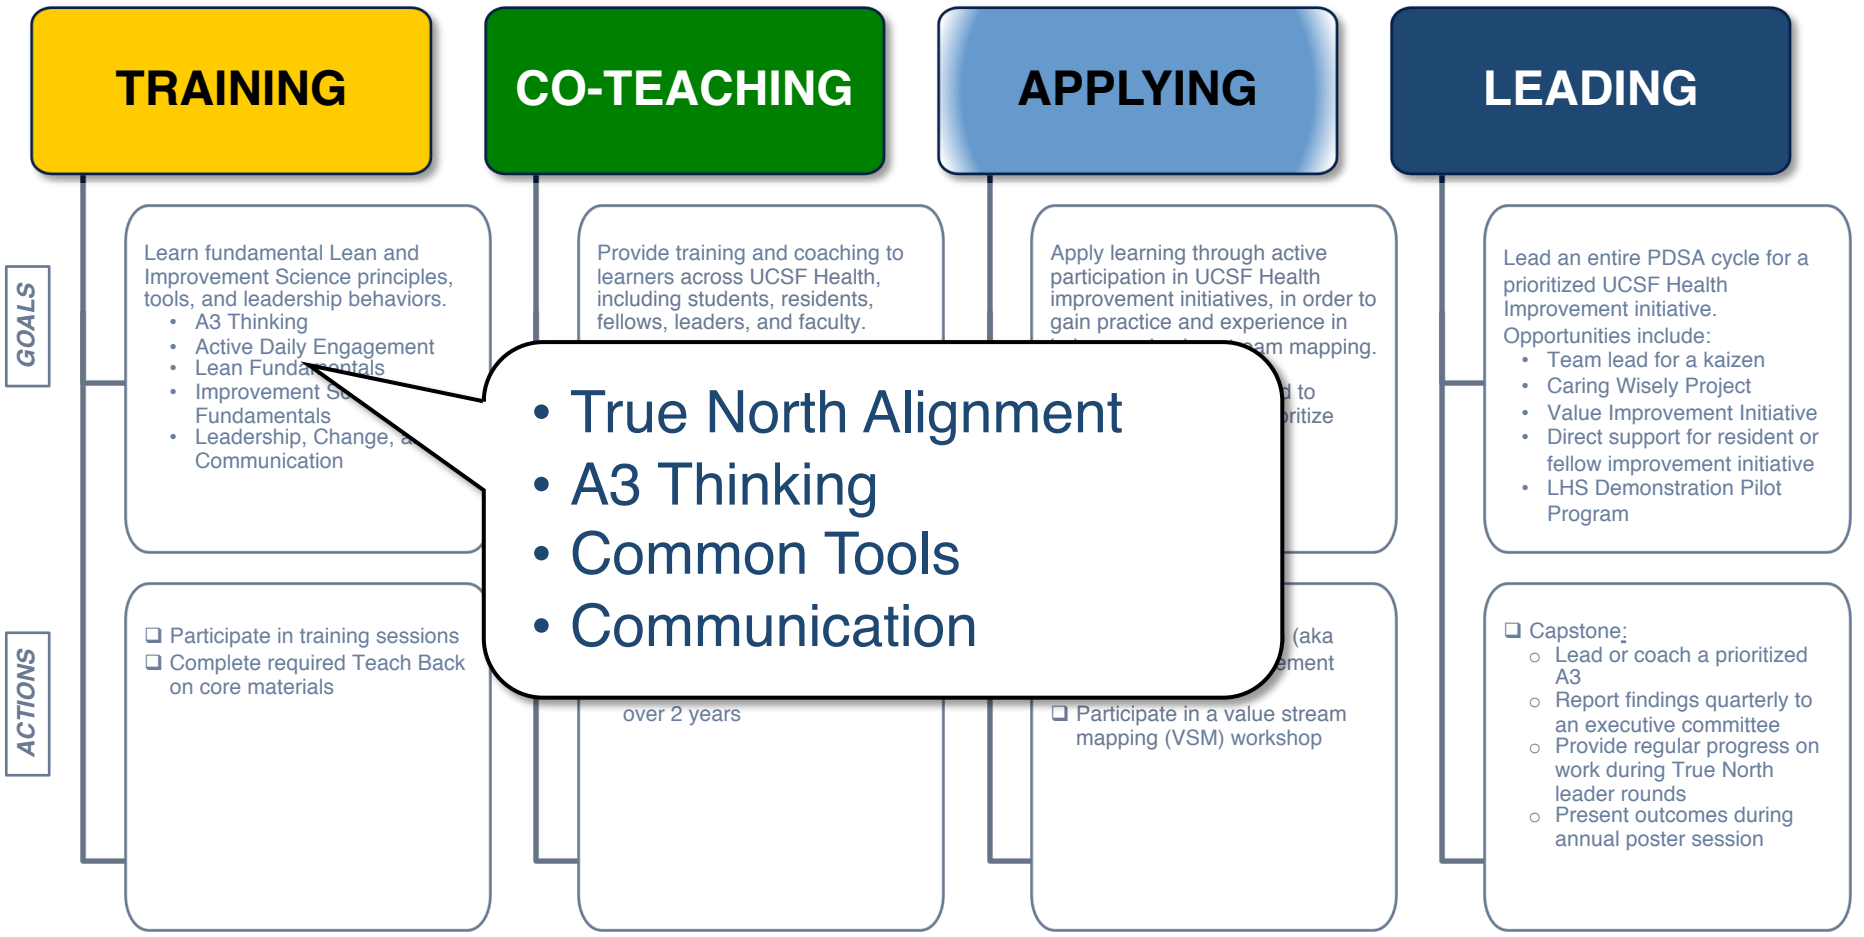 TRAINING
CO-TEACHING
APPLYING
LEADING
GOALS
Learn fundamental Lean and
Improvement Science principles,
tools, and leadership behaviors.
• A3 Thinking
• Active Daily Engagement
• Lean Fundamentals
• Improvement
Fundamentals
• Leadership, Change,
Communication
Provide training and coaching to
learners across UCSF Health,
including students, residents,
fellows, leaders, and faculty.
Apply learning through active
participation in UCSF Health
improvement initiatives, in order to
gain practice and experience in
mapping.
to
Lead an entire PDSA cycle for a
prioritized UCSF Health
Improvement initiative.
Opportunities include:
• Team lead for a kaizen
• Caring Wisely Project
• Value Improvement Initiative
• Direct support for resident or
fellow improvement initiative
• LHS Demonstration Pilot
Program
• True North Alignment
• A3 Thinking
• Common Tools
• Communication
ACTIONS
❑ Participate in training sessions
❑ Complete required Teach Back
on core materials
over 2 years
(aka
❑ Participate in a value stream
mapping (VSM) workshop
❑ Capstone:
o Lead or coach a prioritized
A3
o Report findings quarterly to
an executive committee
o Provide regular progress on
work during True North
leader rounds
o Present outcomes during
annual poster session